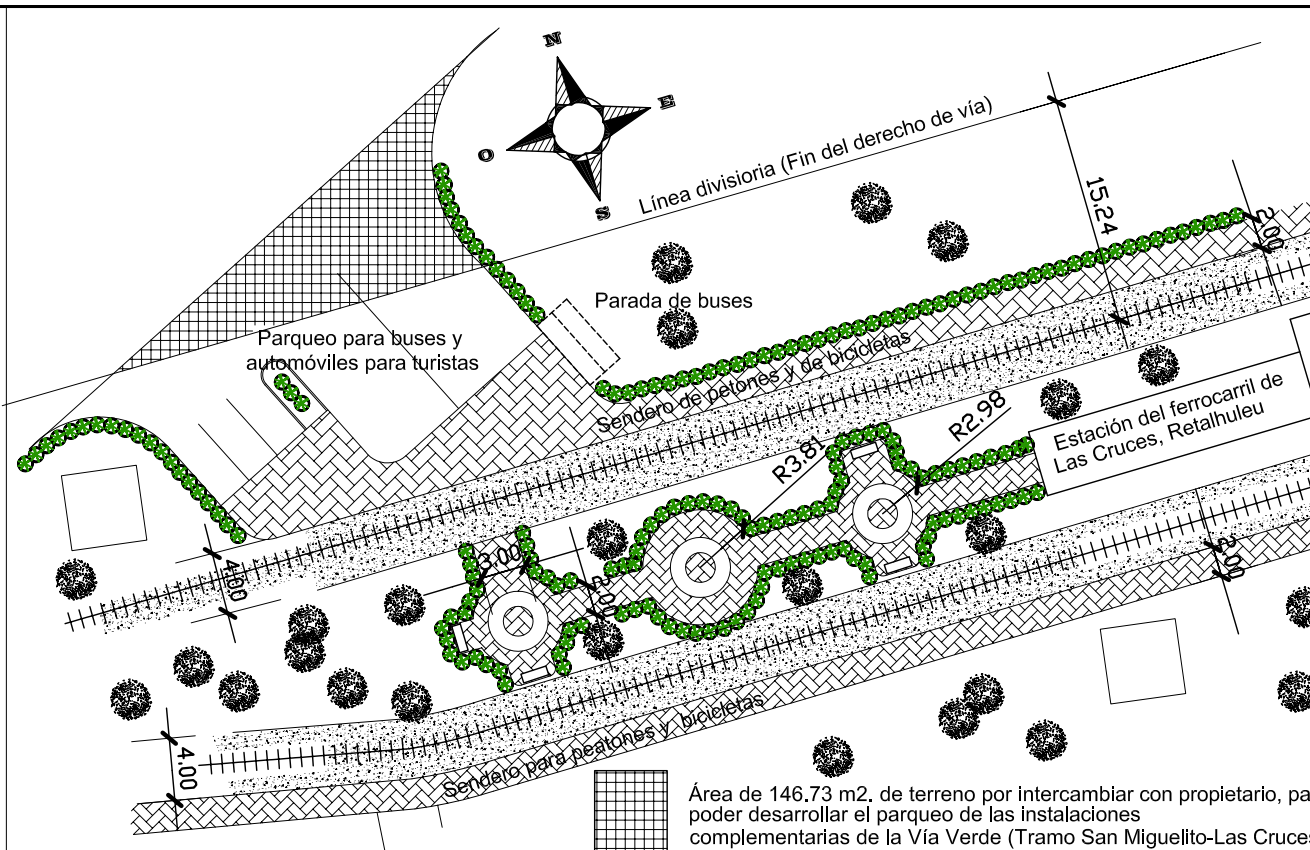 N
E
O
S
Línea divisioria (Fin del derecho de vía)
15.24
2.00
Parada de buses
Parqueo para buses y
automóviles para turistas
Sendero de petones y de bicicletas
R2.98
R3.81
Estación del ferrocarril de
Las Cruces, Retalhuleu
3.00
2.00
4.00
2.00
4.00
Sendero para peatones y bicicletas
Área de 146.73 m2. de terreno por intercambiar con propietario, pa
poder desarrollar el parqueo de las instalaciones
complementarias de la Vía Verde (Tramo San Miguelito-Las Cruces